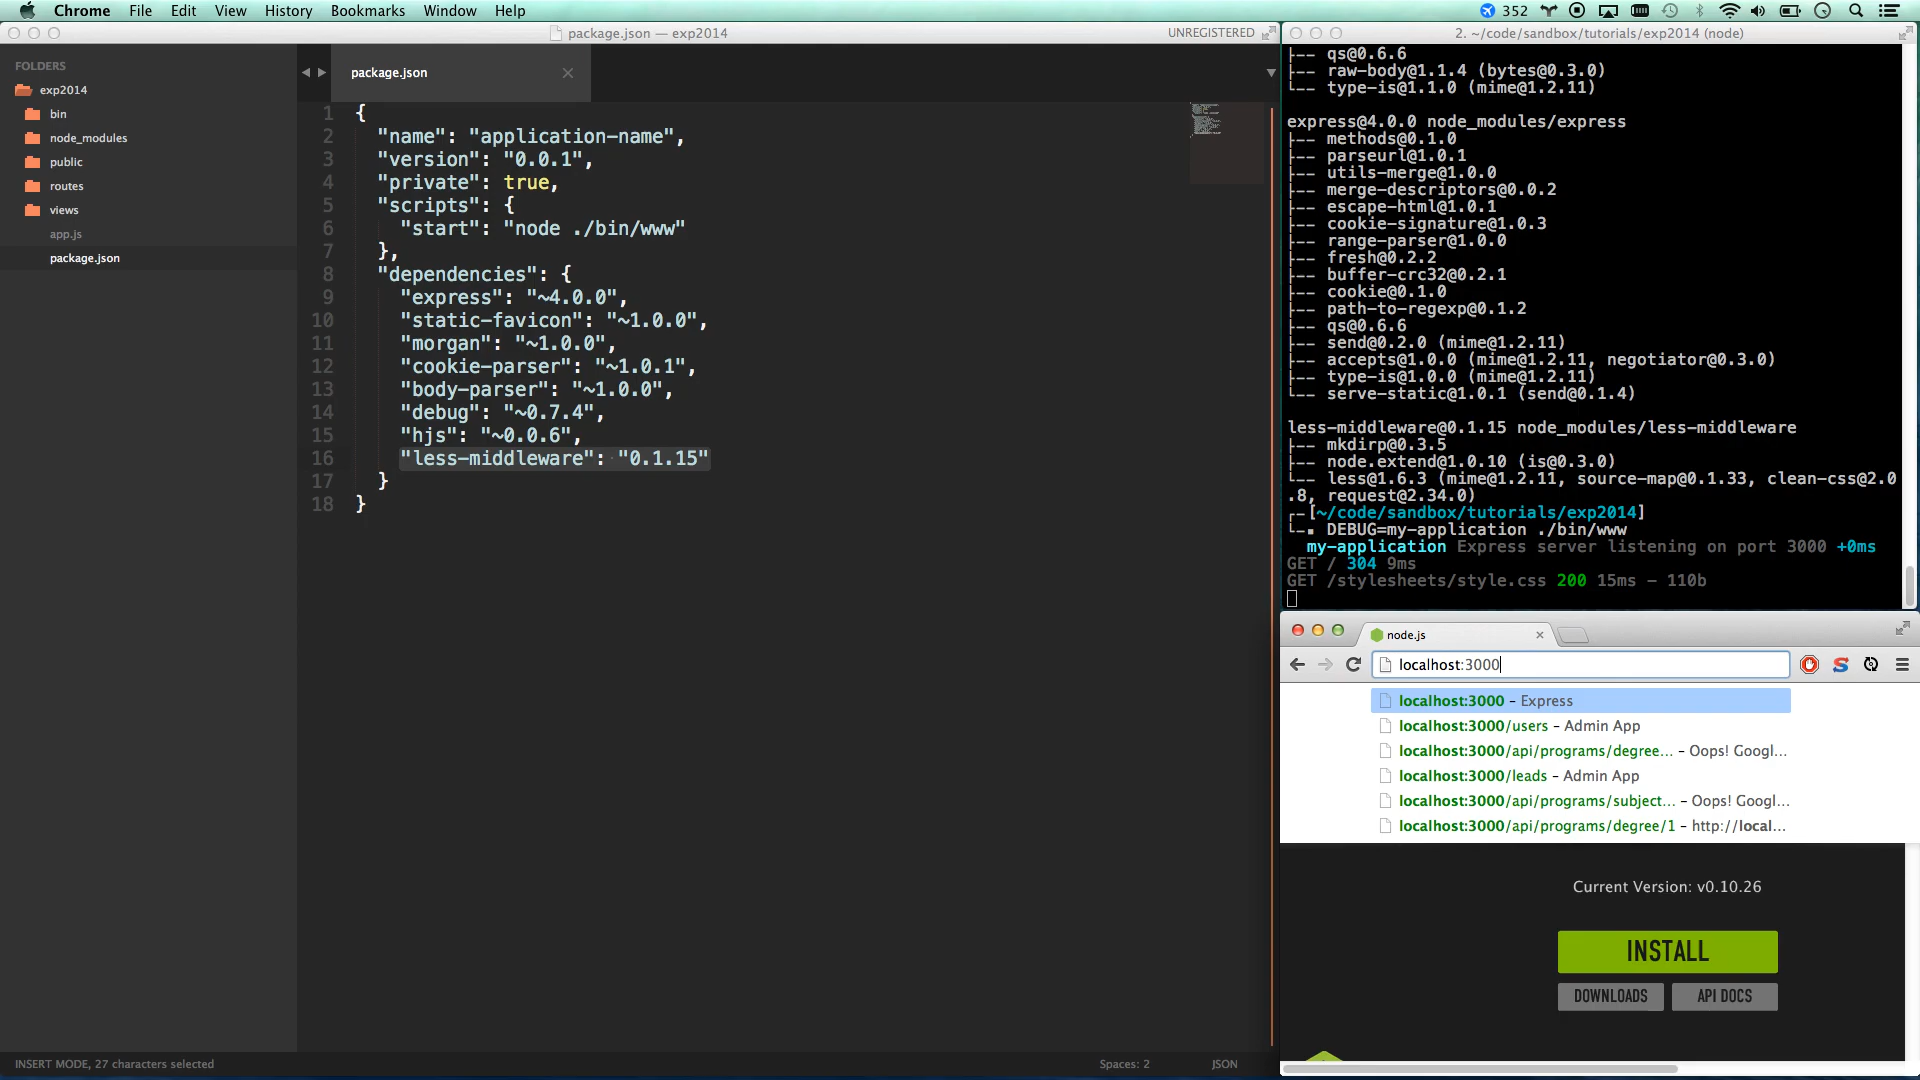 Chrome File Edit View History Bookmarks Window Help
352
package.json — exp2014
UNREGISTERED
FOLDERS
exp2014
bin
node_modules
public
routes
views
app.js
package.json
package.json
1 {
2 "name": "application-name",
3 "version": "0.0.1",
4 "private": true,
5 "scripts": {
6 "start": "node ./bin/www"
7 },
8 "dependencies": {
9 "express": "~4.0.0",
10 "static-favicon": "~1.0.0",
11 "morgan": "~1.0.0",
12 "cookie-parser": "~1.0.1",
13 "body-parser": "~1.0.0",
14 "debug": "~0.7.4",
15 "hjs": "~0.0.6",
16 "less-middleware": "0.1.15"
17 }
18 }
INSERT MODE, 27 characters selected
Spaces: 2
JSON
2. ~/code/sandbox/tutorials/exp2014 (node)
├── qs@0.6.6
├── raw-body@1.1.4 (bytes@0.3.0)
└── type-is@1.1.0 (mime@1.2.11)
express@4.0.0 node_modules/express
├── methods@0.1.0
├── parseurl@1.0.1
├── utils-merge@1.0.0
├── merge-descriptors@0.0.2
├── escape-html@1.0.1
├── cookie-signature@1.0.3
├── range-parser@1.0.0
├── fresh@0.2.2
├── buffer-crc32@0.2.1
├── cookie@0.1.0
├── path-to-regexp@0.1.2
├── qs@0.6.6
├── send@0.2.0 (mime@1.2.11)
├── accepts@1.0.0 (mime@1.2.11, negotiator@0.3.0)
├── type-is@1.0.0 (mime@1.2.11)
└── serve-static@1.0.1 (send@0.1.4)
less-middleware@0.1.15 node_modules/less-middleware
├── mkdirp@0.3.5
├── node.extend@1.0.10 (is@0.3.0)
└── less@1.6.3 (mime@1.2.11, source-map@0.1.33, clean-css@2.0
.8, request@2.34.0)
┌─[~/code/sandbox/tutorials/exp2014]
└─▪ DEBUG=my-application ./bin/www
my-application Express server listening on port 3000 +0ms
GET / 304 9ms
GET /stylesheets/style.css 200 15ms - 110b
node.js
localhost:3000
localhost:3000 – Express
localhost:3000/users – Admin App
localhost:3000/api/programs/degree... – Oops! Googl...
localhost:3000/leads – Admin App
localhost:3000/api/programs/subject... – Oops! Googl...
localhost:3000/api/programs/degree/1 – http://local...
Current Version: v0.10.26
INSTALL
DOWNLOADS
API DOCS